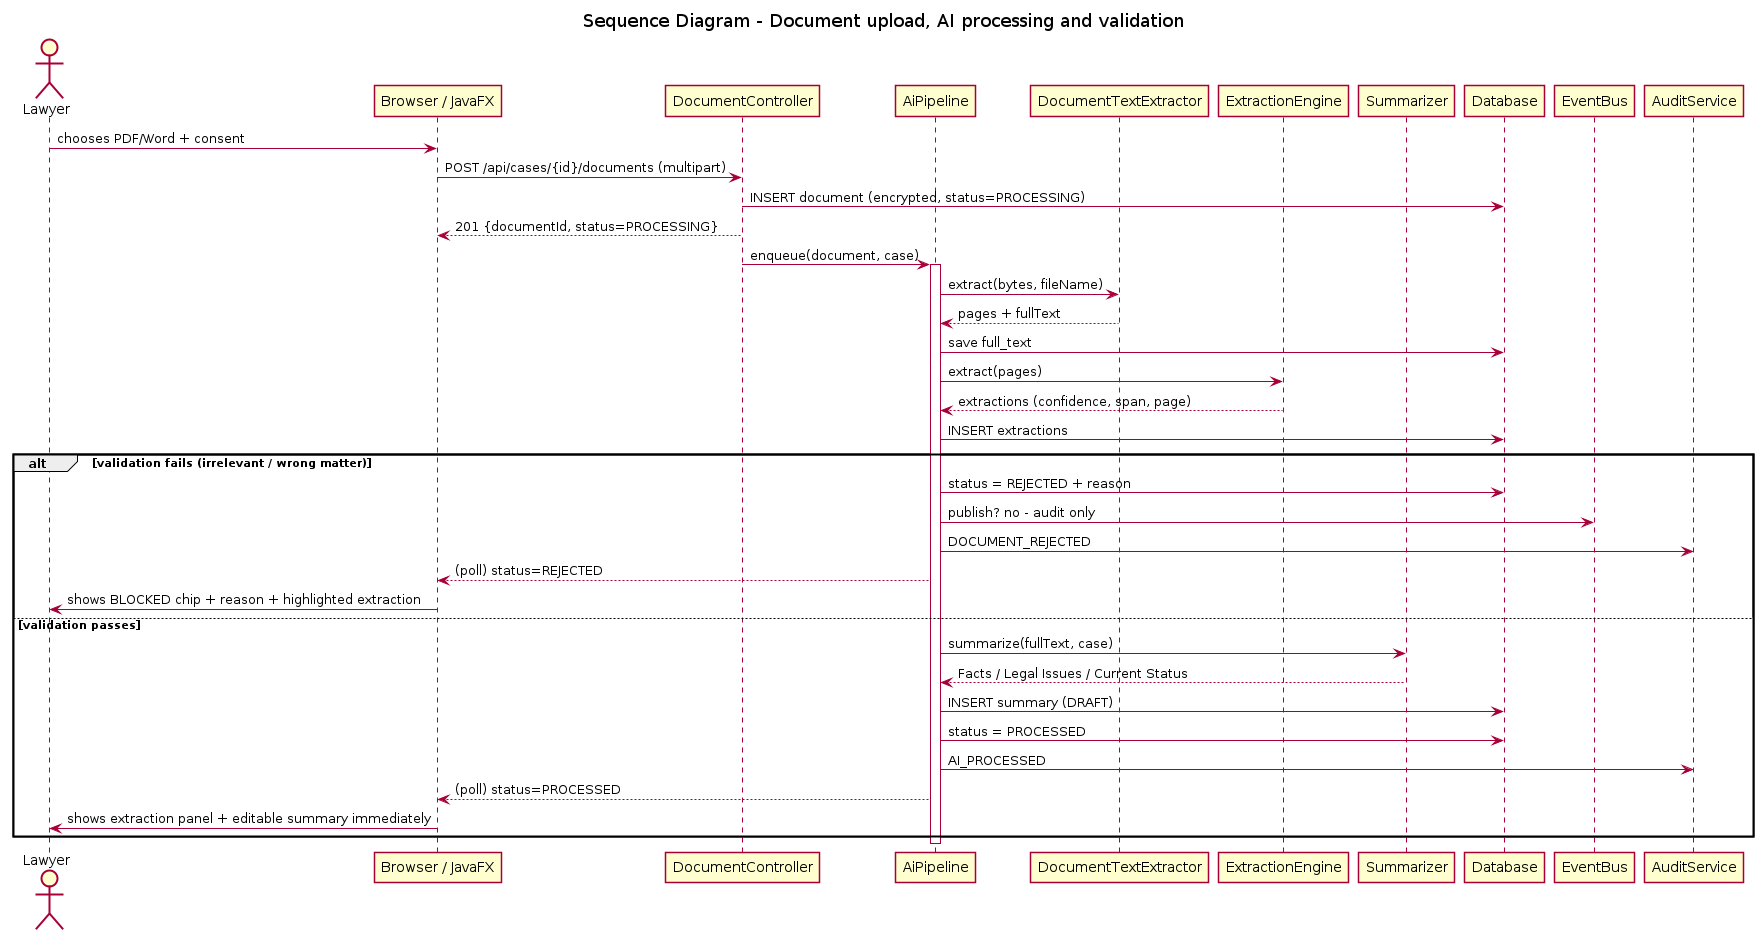 Sequence Diagram - Document upload, AI processing and validation
Lawyer
Browser / JavaFX
DocumentController
AiPipeline
DocumentTextExtractor
ExtractionEngine
Summarizer
Database
EventBus
AuditService
chooses PDF/Word + consent
POST /api/cases/{id}/documents (multipart)
INSERT document (encrypted, status=PROCESSING)
201 {documentId, status=PROCESSING}
enqueue(document, case)
extract(bytes, fileName)
pages + fullText
save full_text
extract(pages)
extractions (confidence, span, page)
INSERT extractions
alt
[validation fails (irrelevant / wrong matter)]
status = REJECTED + reason
publish? no - audit only
DOCUMENT_REJECTED
(poll) status=REJECTED
shows BLOCKED chip + reason + highlighted extraction
[validation passes]
summarize(fullText, case)
Facts / Legal Issues / Current Status
INSERT summary (DRAFT)
status = PROCESSED
AI_PROCESSED
(poll) status=PROCESSED
shows extraction panel + editable summary immediately
Lawyer
Browser / JavaFX
DocumentController
AiPipeline
DocumentTextExtractor
ExtractionEngine
Summarizer
Database
EventBus
AuditService